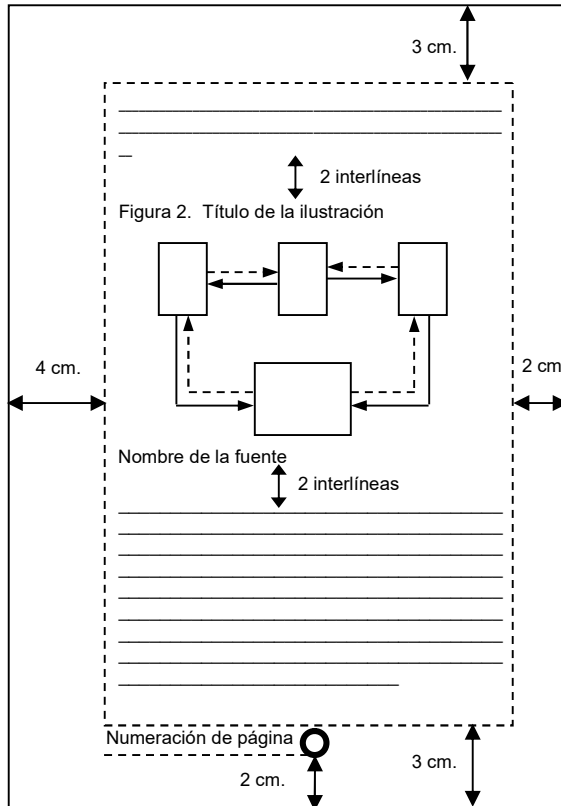 3 cm.
2 interlíneas
Figura 2. Título de la ilustración
4 cm.
2 cm
Nombre de la fuente
2 interlíneas
Numeración de página
3 cm.
2 cm.